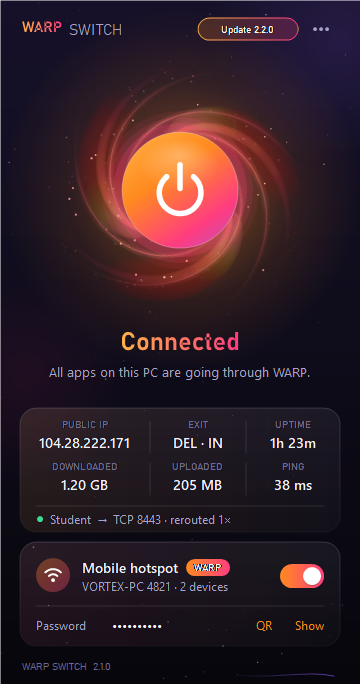 WARP SWITCH Update 2.2.0
Connected
All apps on this PC are going through WARP.
PUBLIC IP EXIT UPTIME
104.28.222.171 DEL · IN 1h 23m
DOWNLOADED UPLOADED PING
1.20 GB 205 MB 38 ms
Student → TCP 8443 · rerouted 1×
Mobile hotspot WARP
VORTEX-PC 4821 · 2 devices
Password •••••••••• QR Show
WARP SWITCH 2.1.0